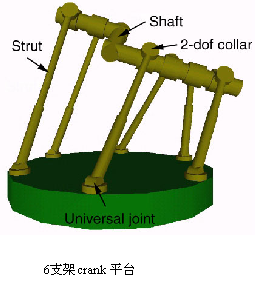 Shaft
Strut
2-dof collar
Universal joint
6支架crank平台